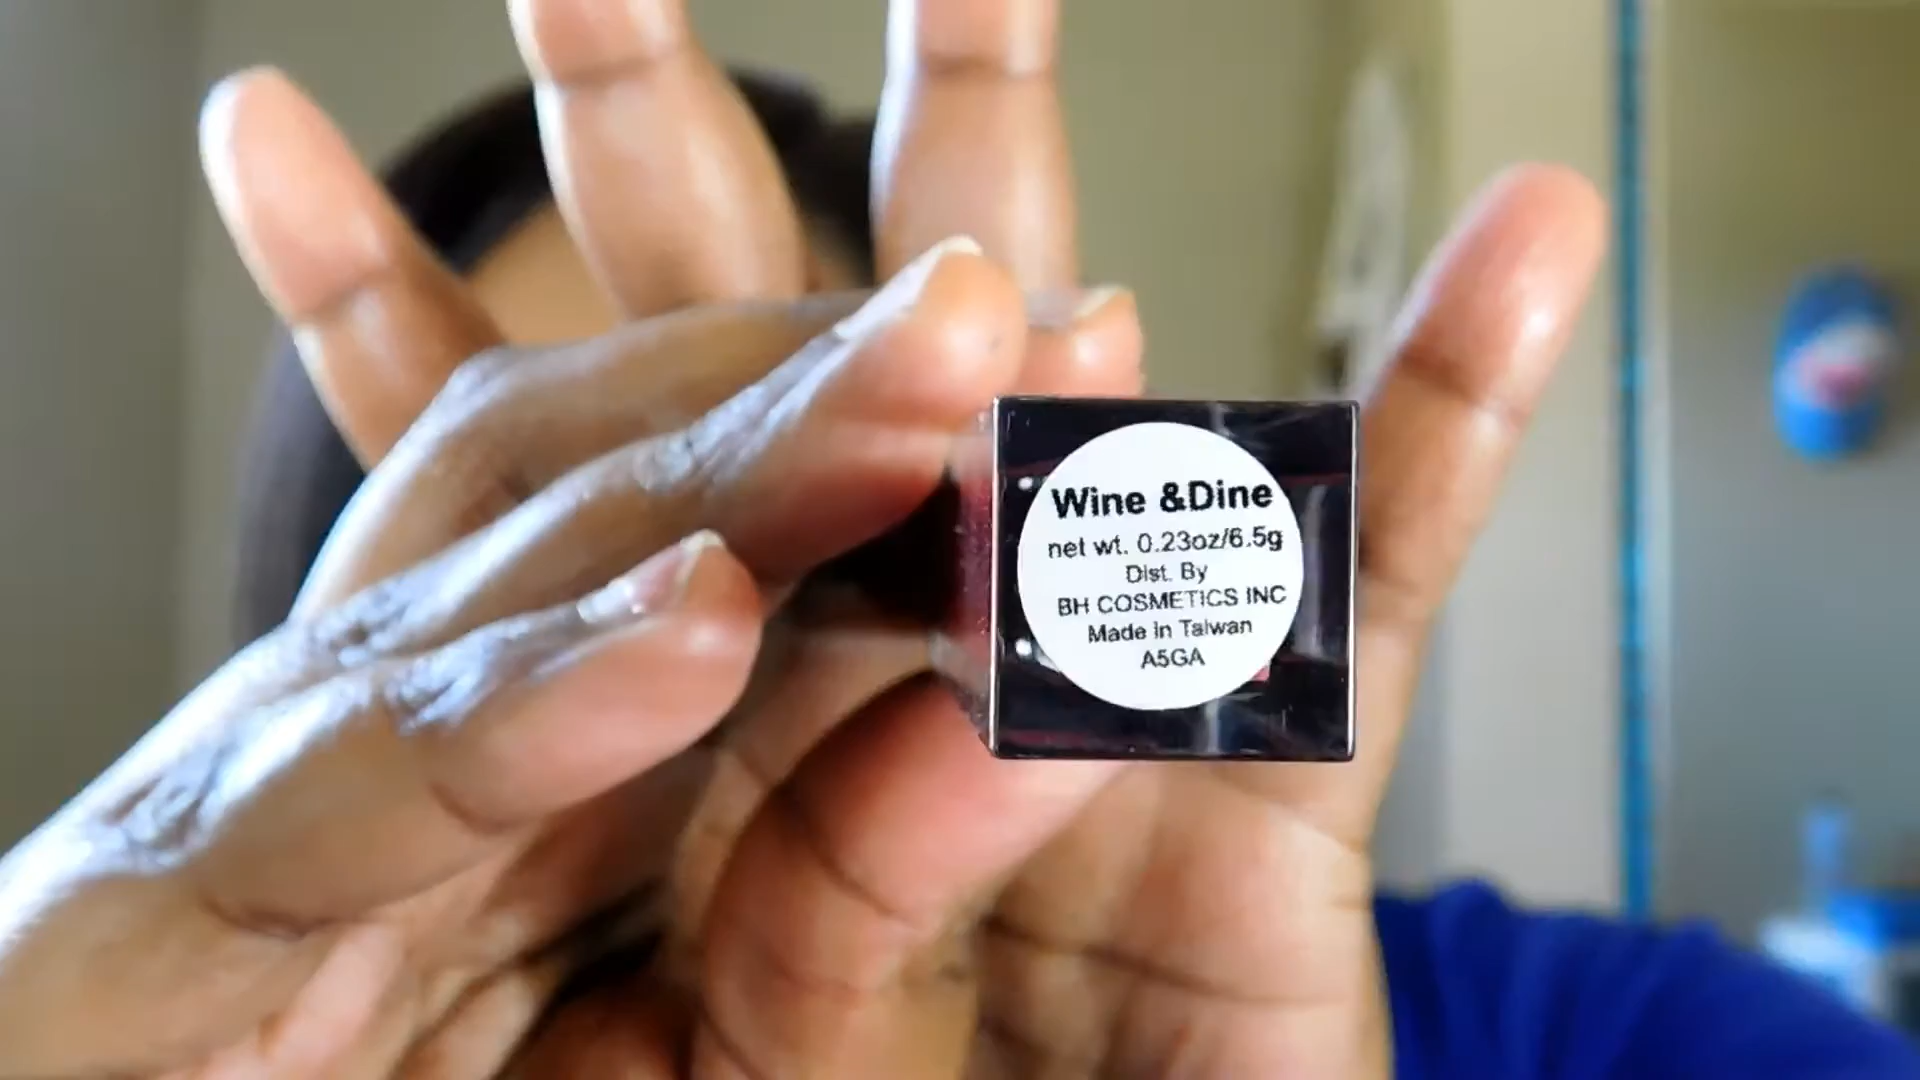 Wine &Dine
net wt. 0.23oz/6.5g
Dist. By
BH COSMETICS INC
Made in Taiwan
A5GA